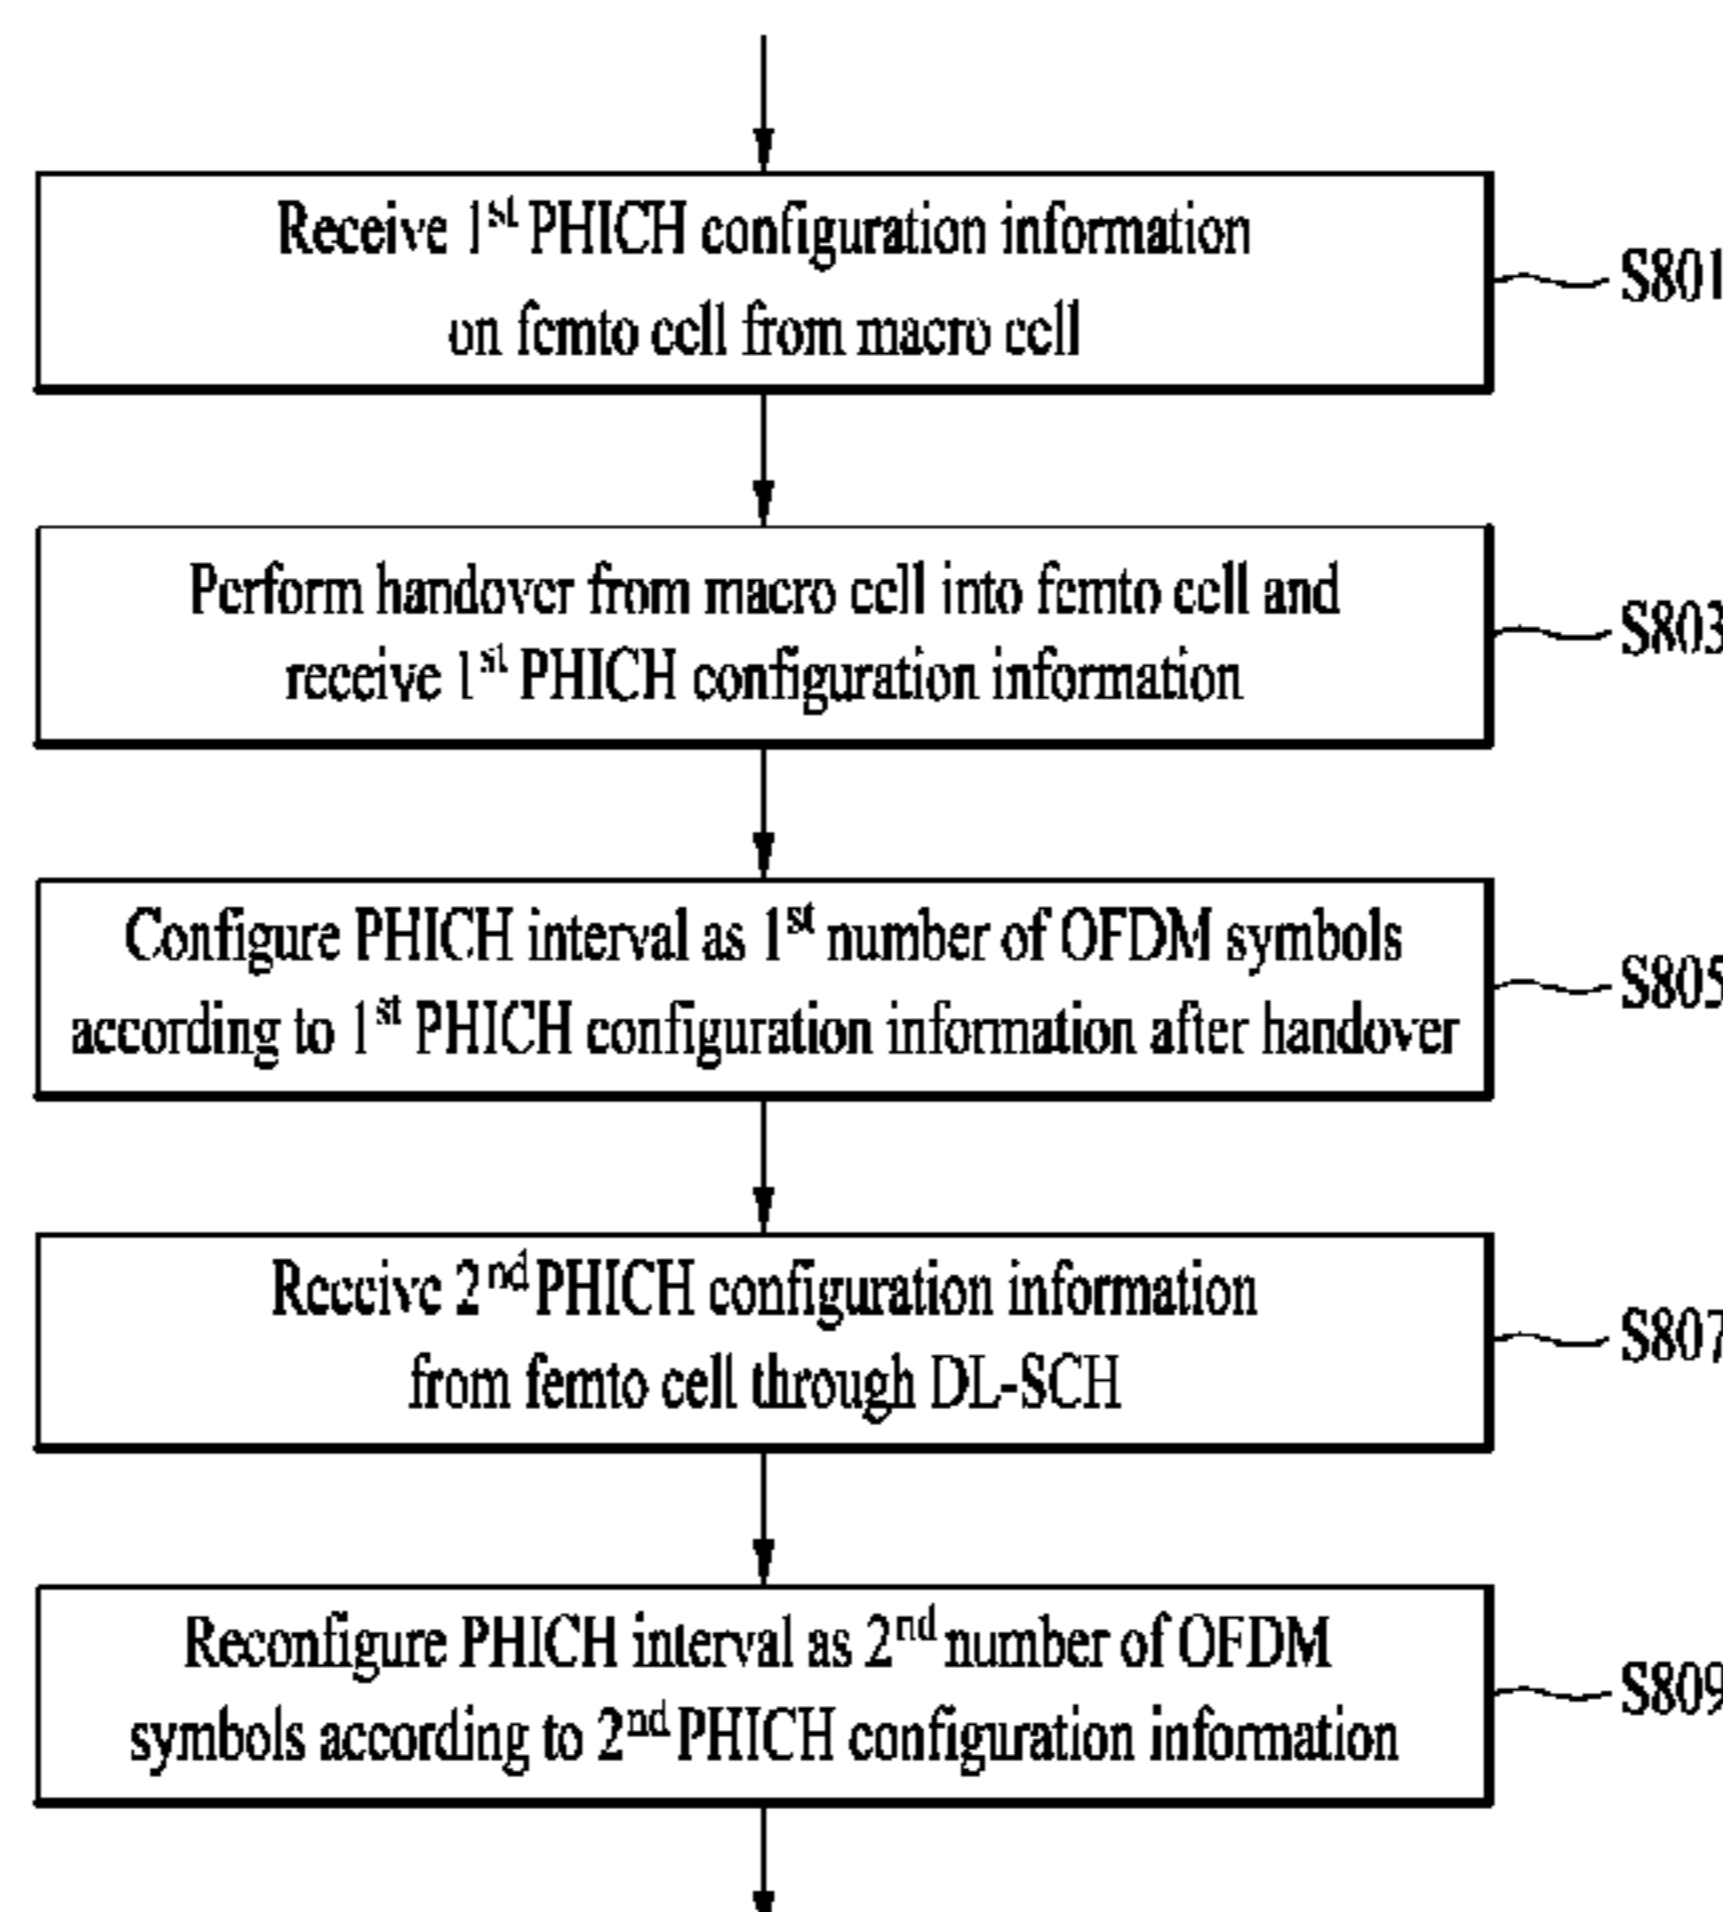 Receive 1st PHICH configuration information
on femto cell from macro cell
S801
Perform handover from macro cell into femto cell and
receive 1st PHICH configuration information
S803
Configure PHICH interval as 1st number of OFDM symbols
according to 1st PHICH configuration information after handover
S805
Receive 2nd PHICH configuration information
from femto cell through DL-SCH
S807
Reconfigure PHICH interval as 2nd number of OFDM
symbols according to 2nd PHICH configuration information
S809